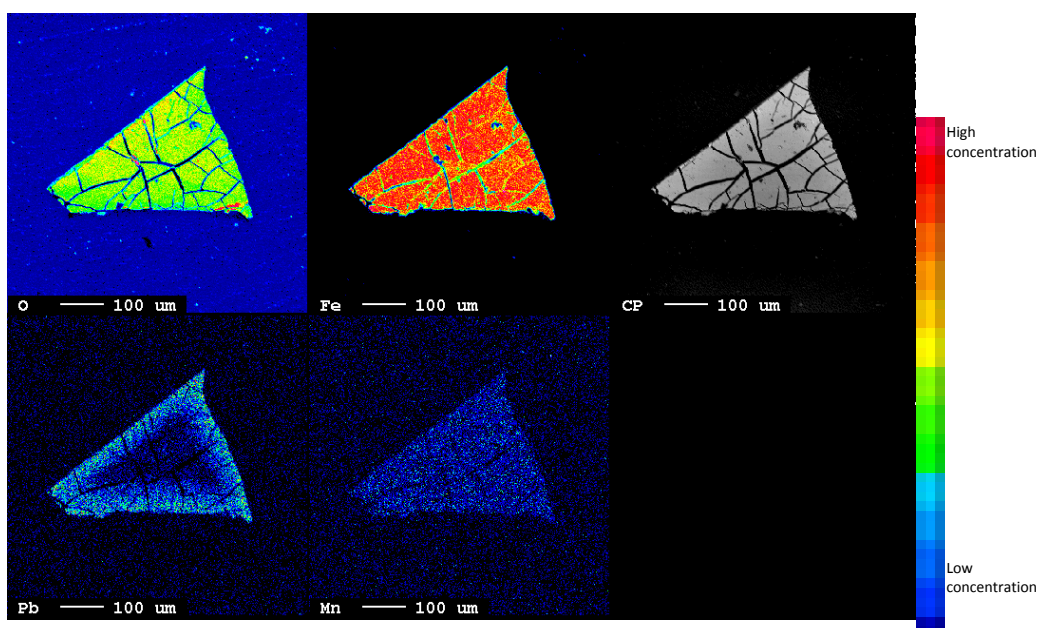 O 100 um
Fe 100 um
CP 100 um
High
concentration
Pb 100 um
Mn 100 um
Low
concentration